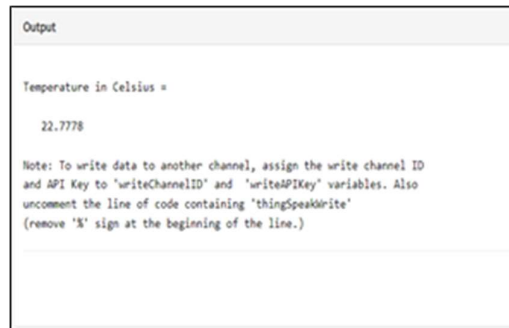 Output
Temperature in Celsius =
22.7778
Note: To write data to another channel, assign the write channel ID
and API Key to 'writeChannelID' and 'writeAPIKey' variables. Also
uncomment the line of code containing 'thingSpeakWrite'
(remove '%' sign at the beginning of the line.)